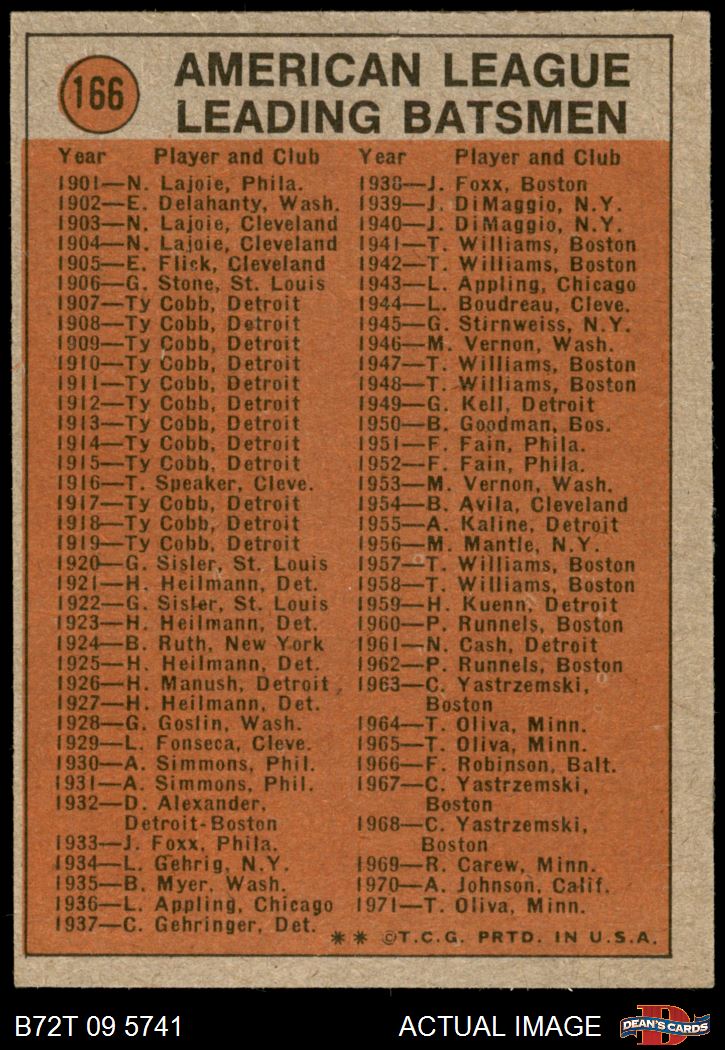 166
AMERICAN LEAGUE
LEADING BATSMEN
Year Player and Club
1901—N. Lajoie, Phila.
1902—E. Delahanty, Wash.
1903—N. Lajoie, Cleveland
1904—N. Lajoie, Cleveland
1905—E. Flick, Cleveland
1906—G. Stone, St. Louis
1907—Ty Cobb, Detroit
1908—Ty Cobb, Detroit
1909—Ty Cobb, Detroit
1910—Ty Cobb, Detroit
1911—Ty Cobb, Detroit
1912—Ty Cobb, Detroit
1913—Ty Cobb, Detroit
1914—Ty Cobb, Detroit
1915—Ty Cobb, Detroit
1916—T. Speaker, Cleve.
1917—Ty Cobb, Detroit
1918—Ty Cobb, Detroit
1919—Ty Cobb, Detroit
1920—G. Sisler, St. Louis
1921—H. Heilmann, Det.
1922—G. Sisler, St. Louis
1923—H. Heilmann, Det.
1924—B. Ruth, New York
1925—H. Heilmann, Det.
1926—H. Manush, Detroit
1927—H. Heilmann, Det.
1928—G. Goslin, Wash.
1929—L. Fonseca, Cleve.
1930—A. Simmons, Phil.
1931—A. Simmons, Phil.
1932—D. Alexander,
Detroit-Boston
1933—J. Foxx, Phila.
1934—L. Gehrig, N.Y.
1935—B. Myer, Wash.
1936—L. Appling, Chicago
1937—C. Gehringer, Det.
Year Player and Club
1938—J. Foxx, Boston
1939—J. DiMaggio, N.Y.
1940—J. DiMaggio, N.Y.
1941—T. Williams, Boston
1942—T. Williams, Boston
1943—L. Appling, Chicago
1944—L. Boudreau, Cleve.
1945—G. Stirnweiss, N.Y.
1946—M. Vernon, Wash.
1947—T. Williams, Boston
1948—T. Williams, Boston
1949—G. Kell, Detroit
1950—B. Goodman, Bos.
1951—F. Fain, Phila.
1952—F. Fain, Phila.
1953—M. Vernon, Wash.
1954—B. Avila, Cleveland
1955—A. Kaline, Detroit
1956—M. Mantle, N.Y.
1957—T. Williams, Boston
1958—T. Williams, Boston
1959—H. Kuenn, Detroit
1960—P. Runnels, Boston
1961—N. Cash, Detroit
1962—P. Runnels, Boston
1963—C. Yastrzemski,
Boston
1964—T. Oliva, Minn.
1965—T. Oliva, Minn.
1966—F. Robinson, Balt.
1967—C. Yastrzemski,
Boston
1968—C. Yastrzemski,
Boston
1969—R. Carew, Minn.
1970—A. Johnson, Calif.
1971—T. Oliva, Minn.
** ©T.C.G. PRTD. IN U.S.A.
B72T 09 5741 ACTUAL IMAGE
D
DEAN'S CARDS